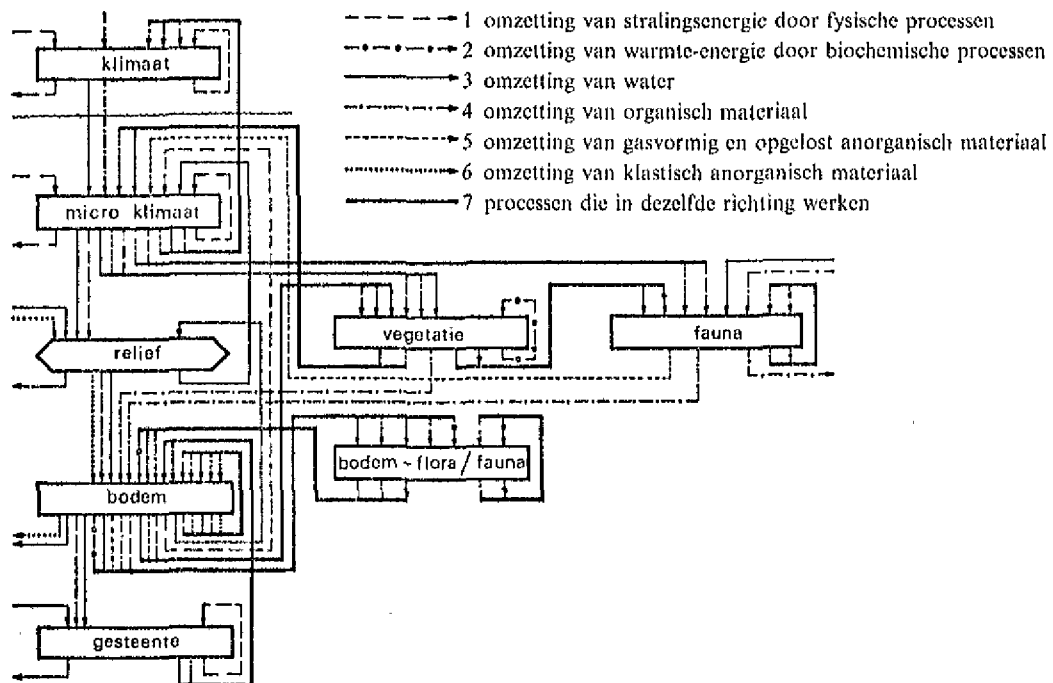 1 omzetting van stralingsenergie door fysische processen
2 omzetting van warmte-energie door biochemische processen
3 omzetting van water
4 omzetting van organisch materiaal
5 omzetting van gasvormig en opgelost anorganisch materiaal
6 omzetting van klastisch anorganisch materiaal
7 processen die in dezelfde richting werken
klimaat
micro klimaat
relief
vegetatie
fauna
bodem - flora / fauna
bodem
gesteente